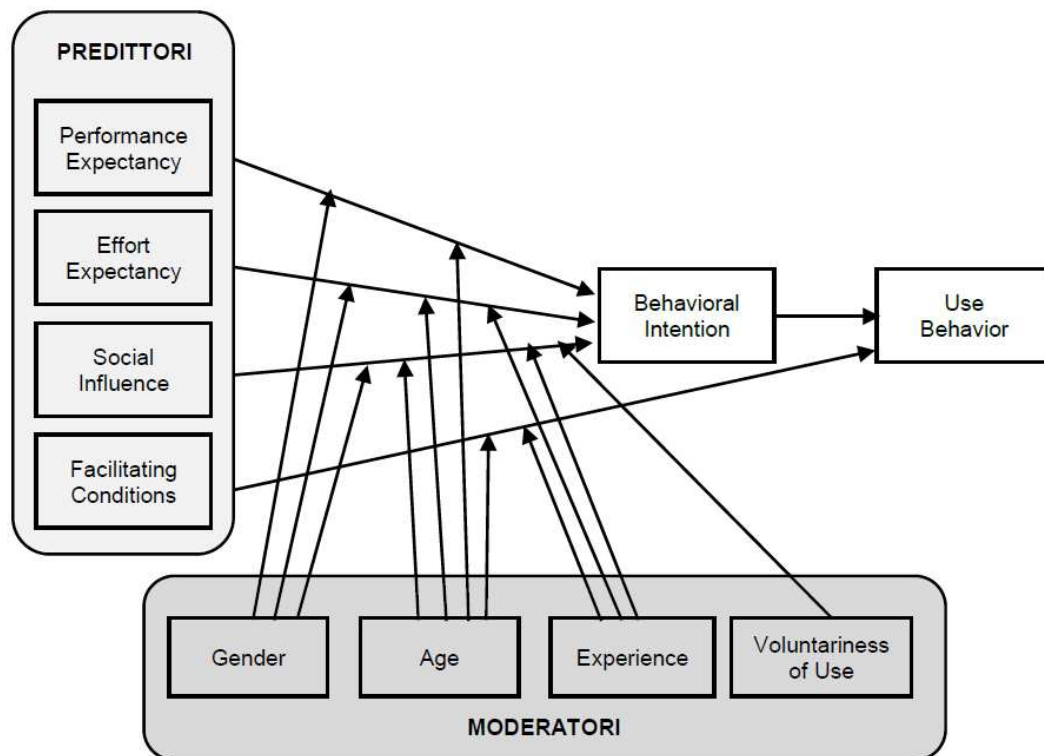 PREDITTORI
Performance
Expectancy
Effort
Expectancy
Social
Influence
Facilitating
Conditions
Behavioral
Intention
Use
Behavior
Gender
Age
Experience
Voluntariness
of Use
MODERATORI